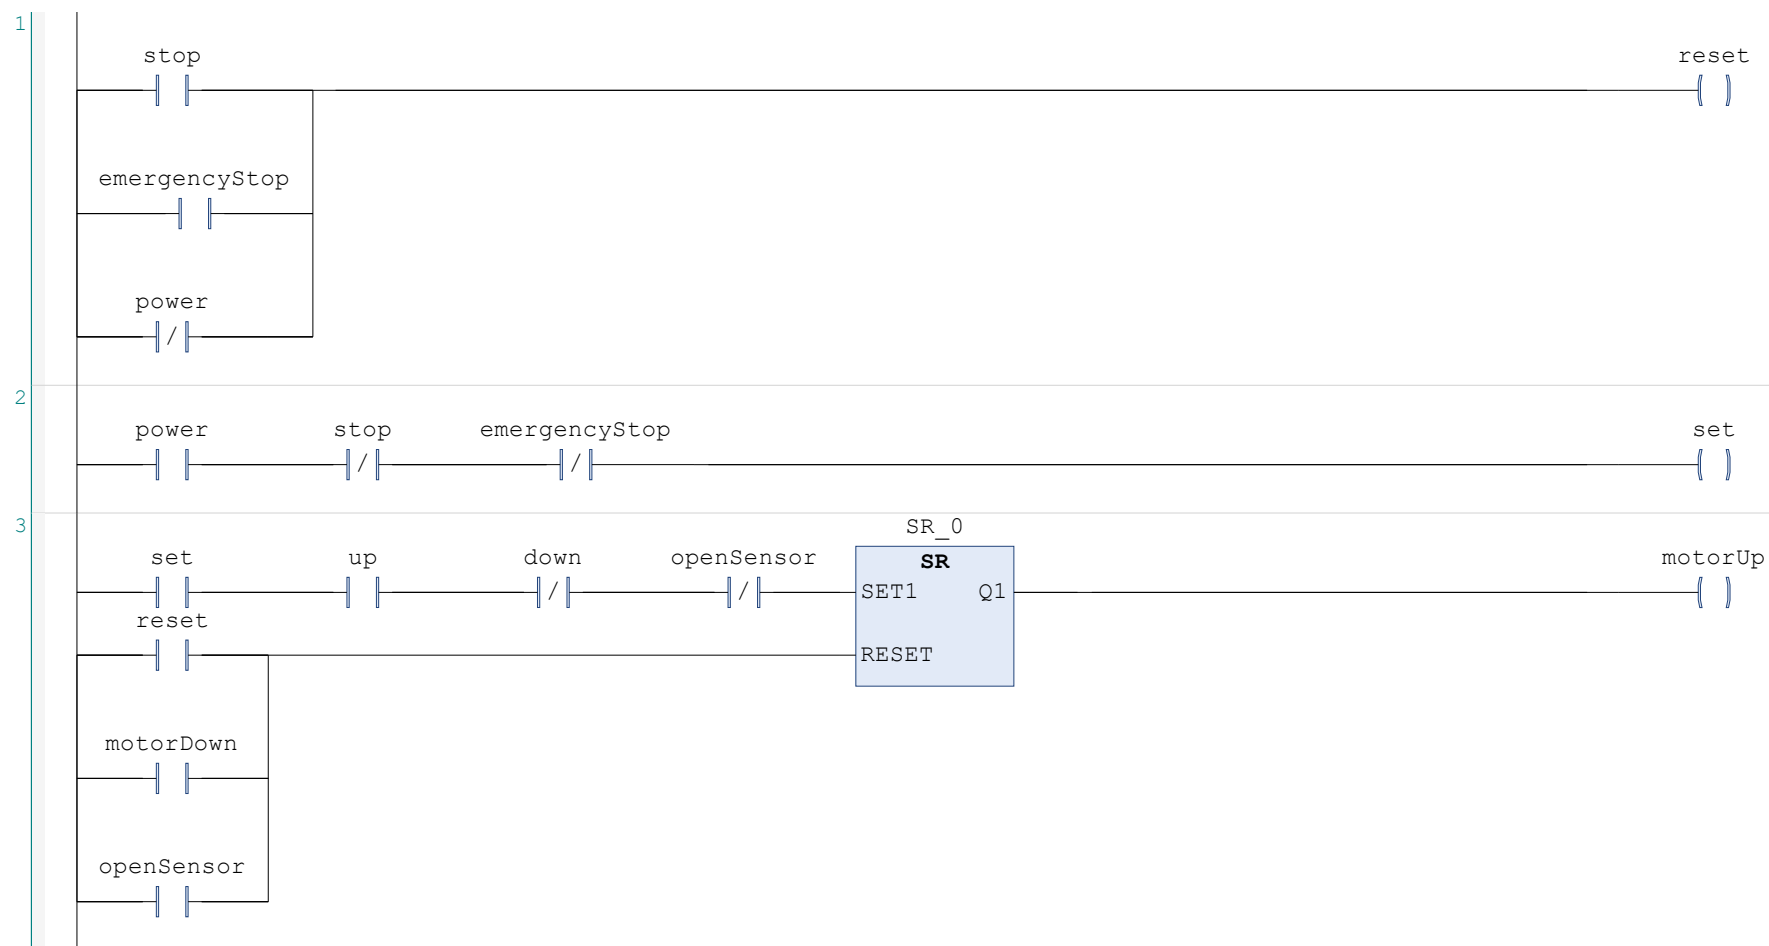 1
stop reset
emergencyStop
power
/
2
power stop emergencyStop set
/ /
3
SR_0
set up down openSensor SR motorUp
/ / SET1 Q1
reset
RESET
motorDown
openSensor